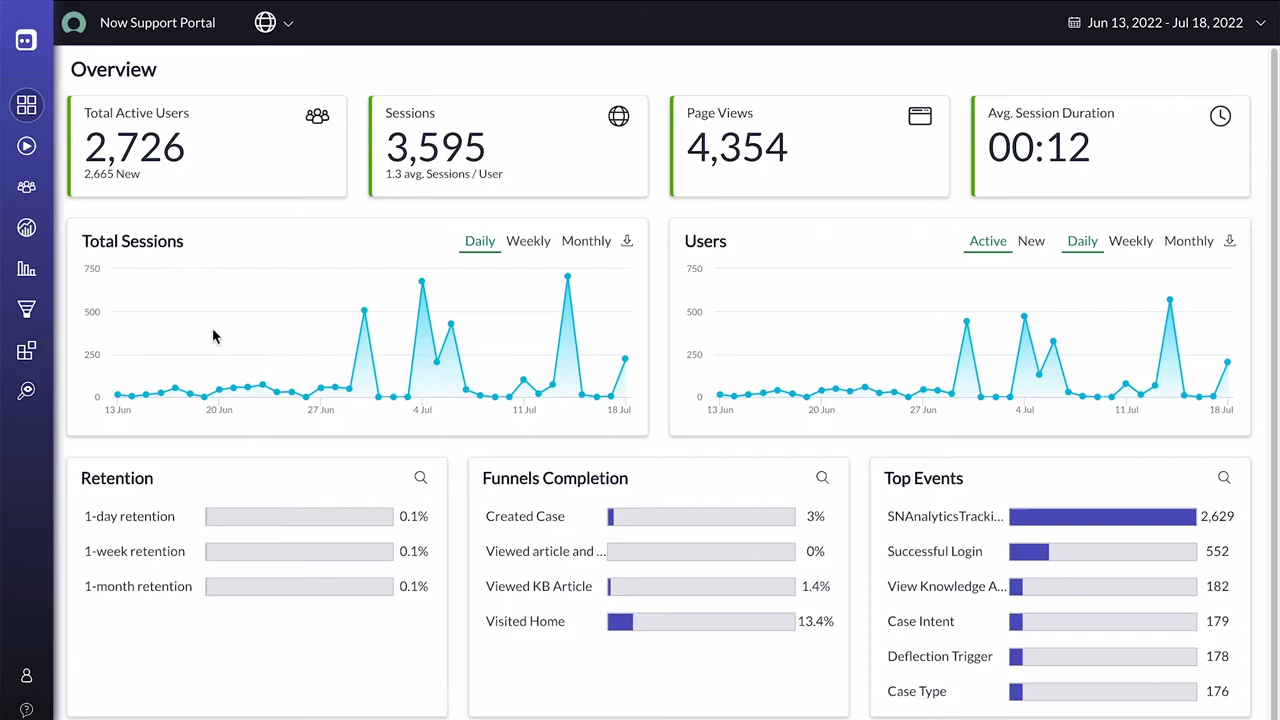 Now Support Portal
Jun 13, 2022 - Jul 18, 2022
Overview
Total Active Users
2,726
2,665 New
Sessions
3,595
1.3 avg. Sessions / User
Page Views
4,354
Avg. Session Duration
00:12
Total Sessions
Daily Weekly Monthly
750
500
250
0
13 Jun 20 Jun 27 Jun 4 Jul 11 Jul 18 Jul
Users
Active New Daily Weekly Monthly
750
500
250
0
13 Jun 20 Jun 27 Jun 4 Jul 11 Jul 18 Jul
Retention
1-day retention 0.1%
1-week retention 0.1%
1-month retention 0.1%
Funnels Completion
Created Case 3%
Viewed article and ... 0%
Viewed KB Article 1.4%
Visited Home 13.4%
Top Events
SNAnalyticsTracki... 2,629
Successful Login 552
View Knowledge A... 182
Case Intent 179
Deflection Trigger 178
Case Type 176